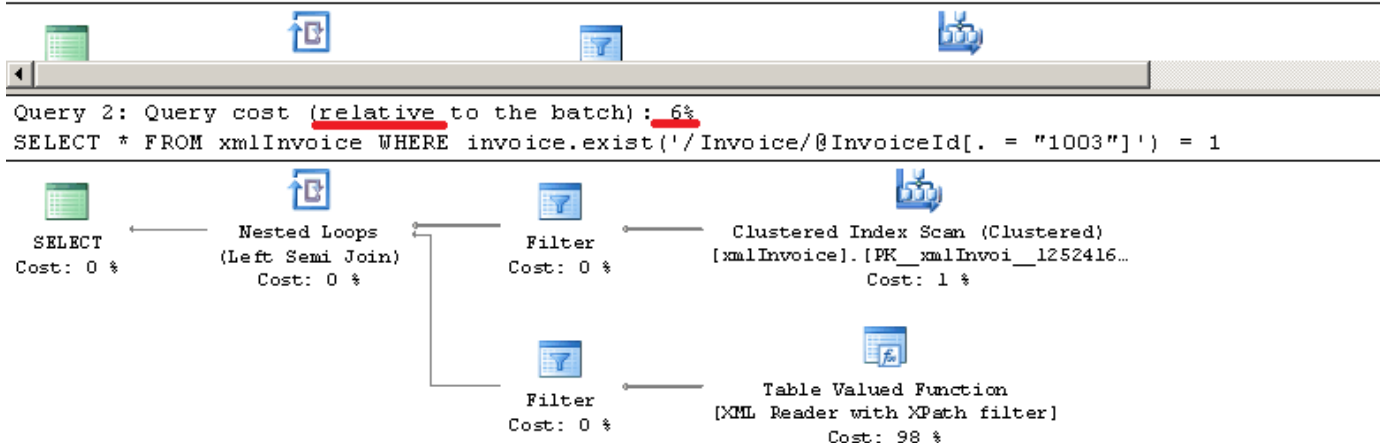 Query 2: Query cost (relative to the batch): 6%
SELECT * FROM xmlInvoice WHERE invoice.exist('/Invoice/@InvoiceId[. = "1003"]') = 1
SELECT
Cost: 0 %
Nested Loops
(Left Semi Join)
Cost: 0 %
Filter
Cost: 0 %
Clustered Index Scan (Clustered)
[xmlInvoice].[PK__xmlInvoi__1252416…
Cost: 1 %
Filter
Cost: 0 %
Table Valued Function
[XML Reader with XPath filter]
Cost: 98 %